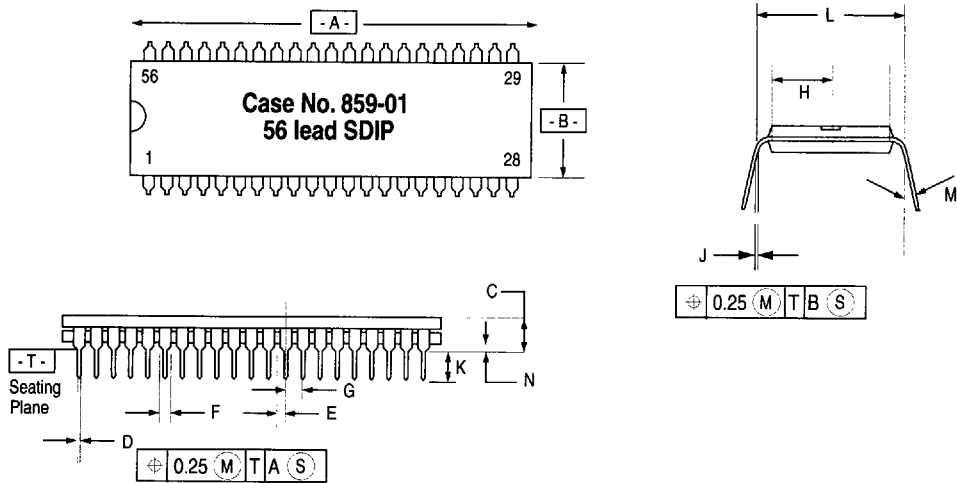 - A -
L
56
29
H
Case No. 859-01
56 lead SDIP
- B -
1
28
M
J
C
⌖ 0.25 Ⓜ T B Ⓢ
- T -
K
N
Seating
Plane
G
F
E
D
⌖ 0.25 Ⓜ T A Ⓢ